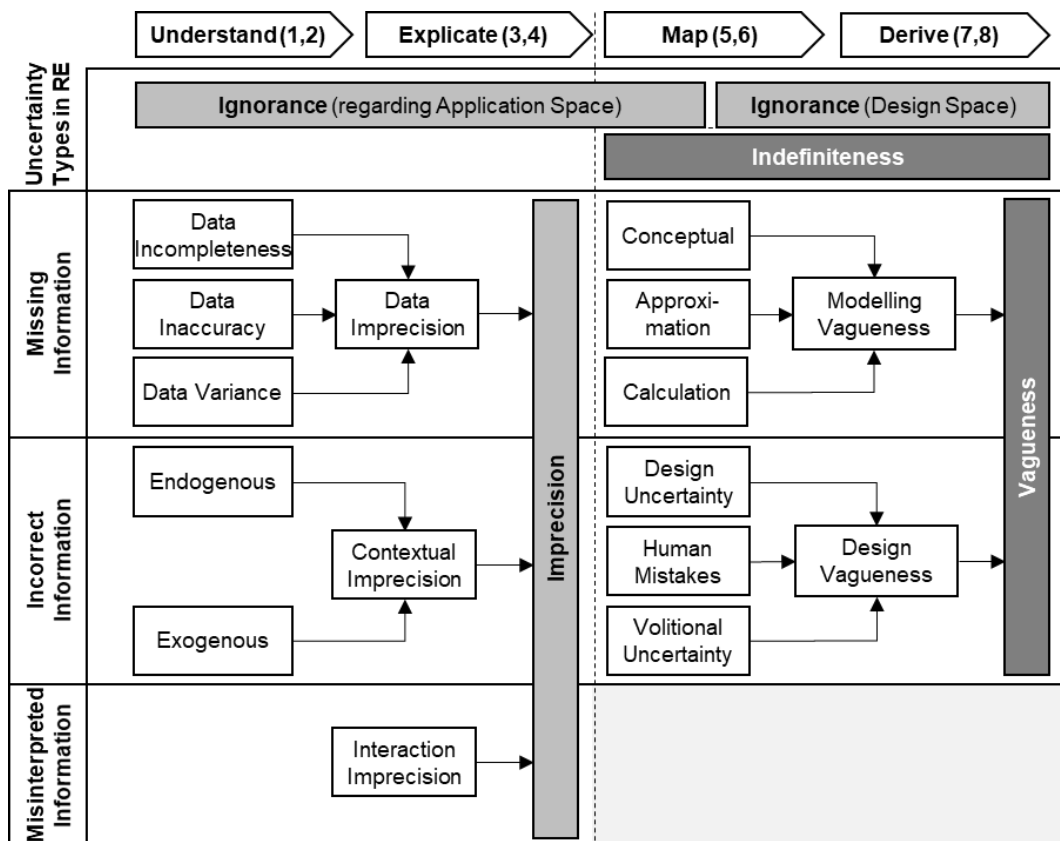 Understand (1,2)
Explicate (3,4)
Map (5,6)
Derive (7,8)
Uncertainty
Types in RE
Ignorance (regarding Application Space)
Ignorance (Design Space)
Indefiniteness
Missing
Information
Data
Incompleteness
Data
Inaccuracy
Data Variance
Data
Imprecision
Conceptual
Approxi-
mation
Calculation
Modelling
Vagueness
Incorrect
Information
Endogenous
Exogenous
Contextual
Imprecision
Imprecision
Design
Uncertainty
Human
Mistakes
Volitional
Uncertainty
Design
Vagueness
Vagueness
Misinterpreted
Information
Interaction
Imprecision